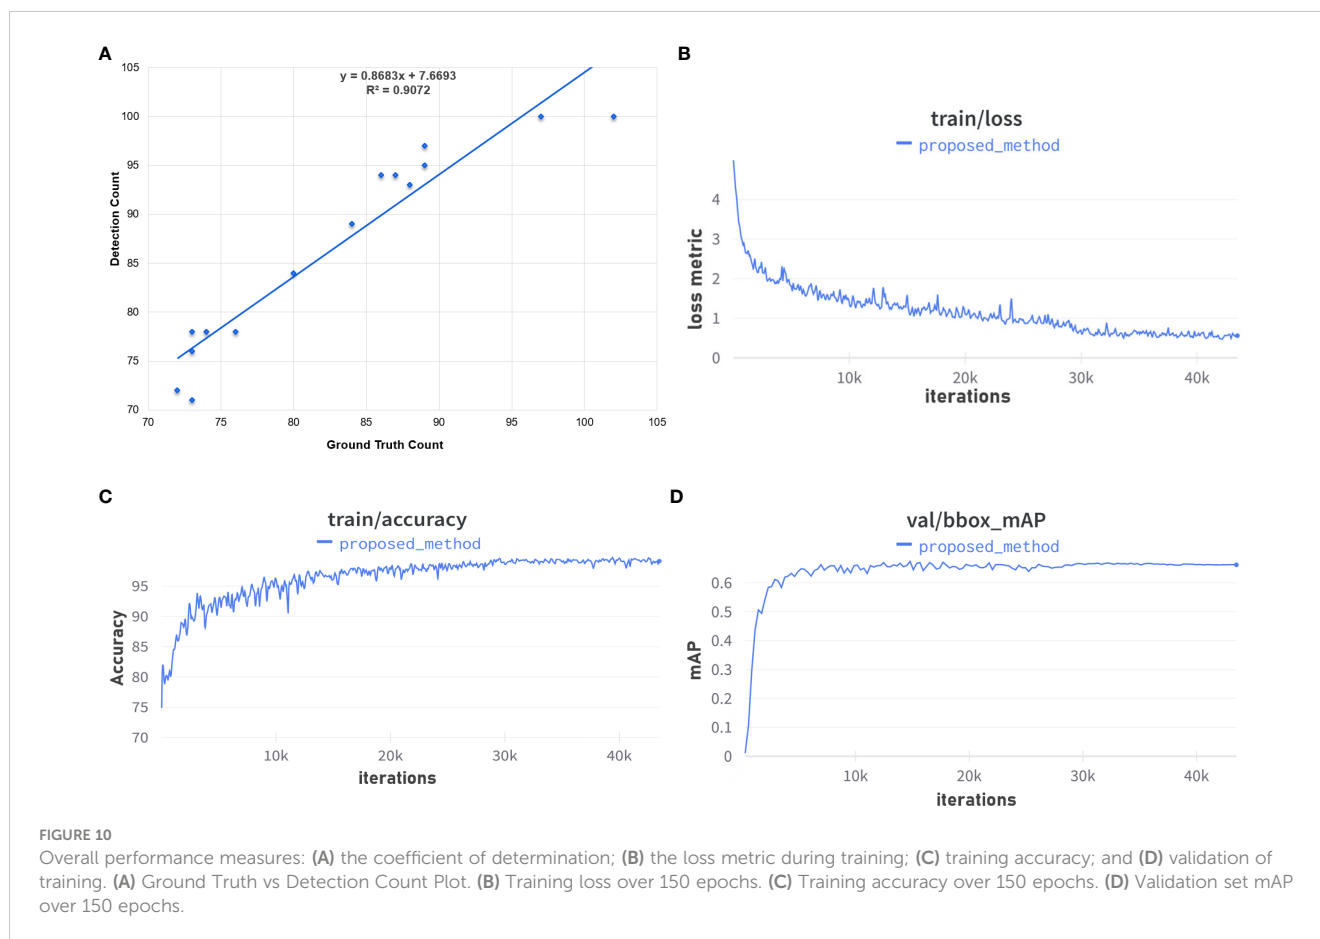 A
y = 0.8683x + 7.6693
R² = 0.9072
105
100
95
90
85
80
75
70
Detection Count
70 75 80 85 90 95 100 105
Ground Truth Count
B
train/loss
proposed_method
4
3
2
1
0
loss metric
10k 20k 30k 40k
iterations
C
train/accuracy
proposed_method
95
90
85
80
75
70
Accuracy
10k 20k 30k 40k
iterations
D
val/bbox_mAP
proposed_method
0.6
0.5
0.4
0.3
0.2
0.1
0
mAP
10k 20k 30k 40k
iterations
FIGURE 10
Overall performance measures: (A) the coefficient of determination; (B) the loss metric during training; (C) training accuracy; and (D) validation of
training. (A) Ground Truth vs Detection Count Plot. (B) Training loss over 150 epochs. (C) Training accuracy over 150 epochs. (D) Validation set mAP
over 150 epochs.